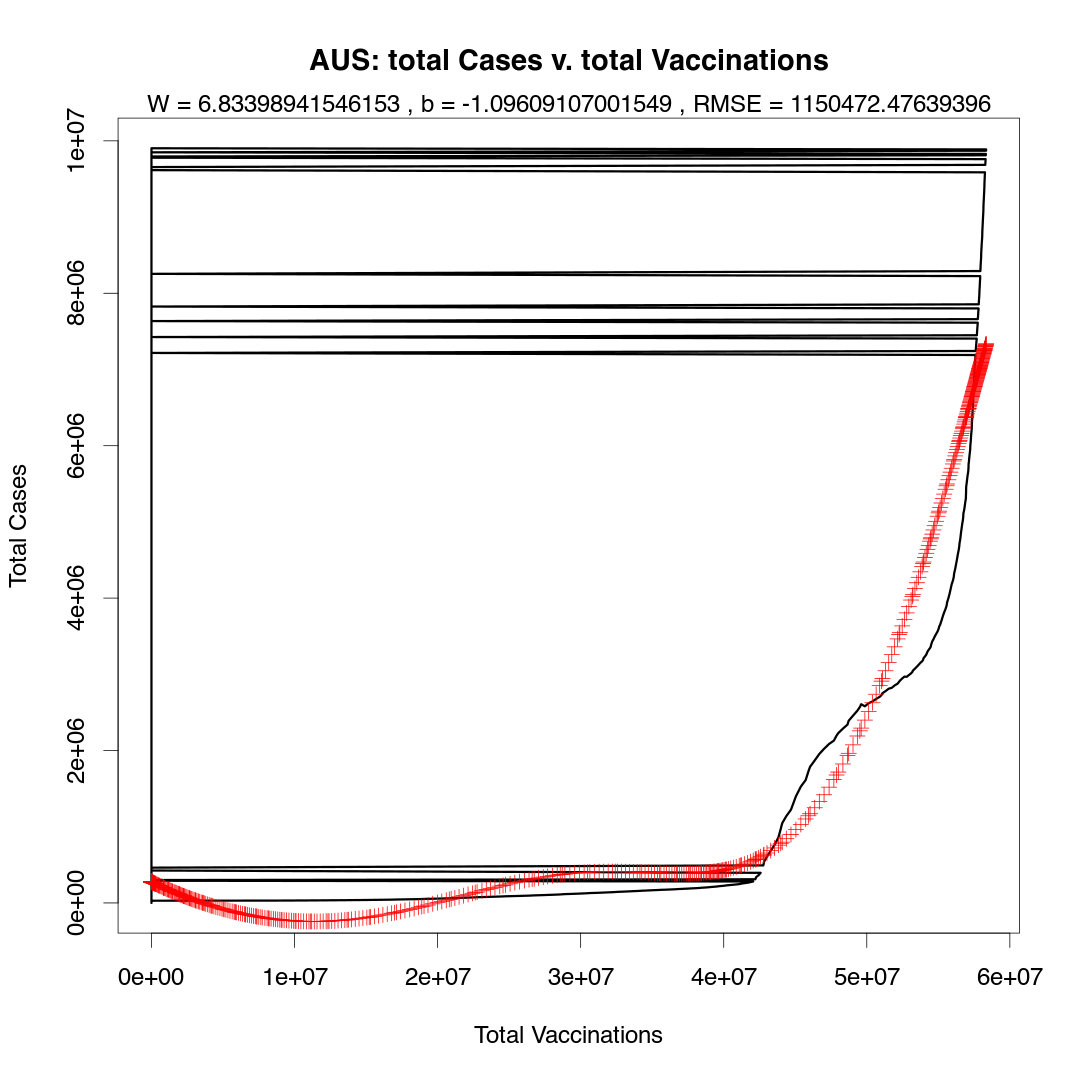 AUS: total Cases v. total Vaccinations
W = 6.83398941546153 , b = -1.09609107001549 , RMSE = 1150472.47639396
1e+07
8e+06
6e+06
4e+06
2e+06
0e+00
Total Cases
0e+00 1e+07 2e+07 3e+07 4e+07 5e+07 6e+07
Total Vaccinations